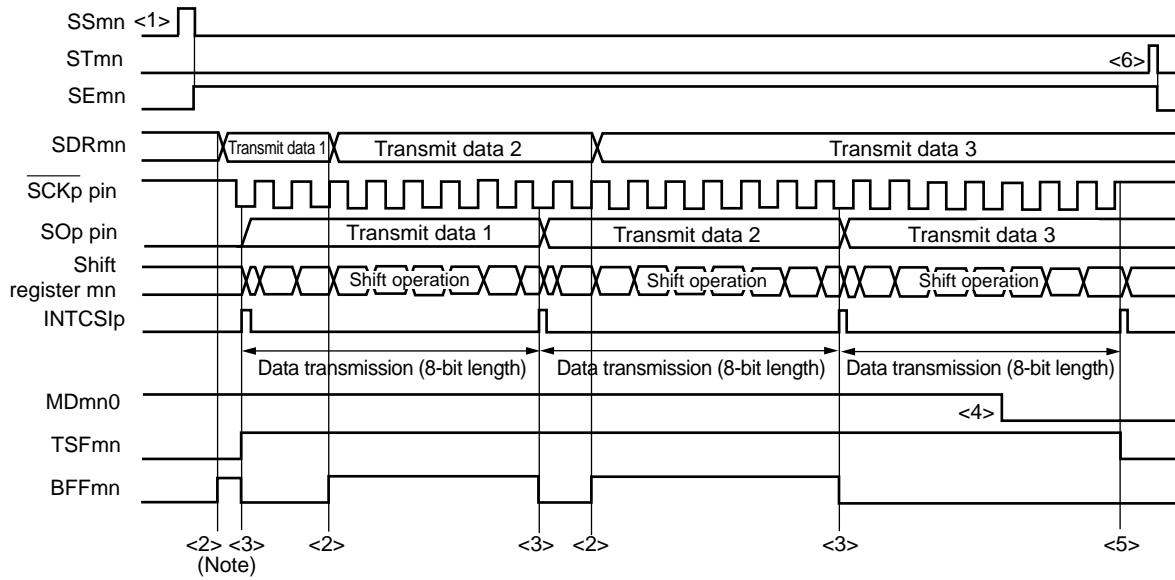 SSmn <1>
STmn <6>
SEmn
SDRmn Transmit data 1 Transmit data 2 Transmit data 3
SCKp pin
SOp pin Transmit data 1 Transmit data 2 Transmit data 3
Shift
register mn Shift operation Shift operation Shift operation
INTCSIp
Data transmission (8-bit length) Data transmission (8-bit length) Data transmission (8-bit length)
MDmn0 <4>
TSFmn
BFFmn
<2> <3> <2> <3> <2> <3> <5>
(Note)